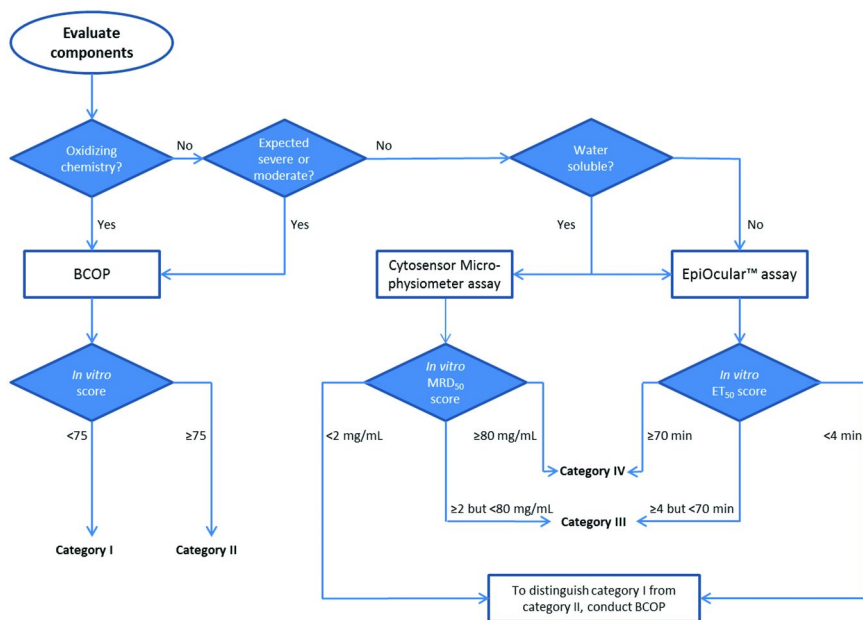 Evaluate
components
Oxidizing
chemistry?
No
Expected
severe or
moderate?
No
Water
soluble?
Yes
Yes
Yes
No
BCOP
Cytosensor Micro-
physiometer
assay
EpiOcular™ assay
In vitro
score
In vitro
MRD50
score
In vitro
ET50 score
<75
≥75
<2 mg/mL
≥80 mg/mL
≥70 min
<4 min
Category IV
≥2 but <80 mg/mL
Category III
≥4 but <70 min
Category I
Category II
To distinguish category I from
category II, conduct BCOP